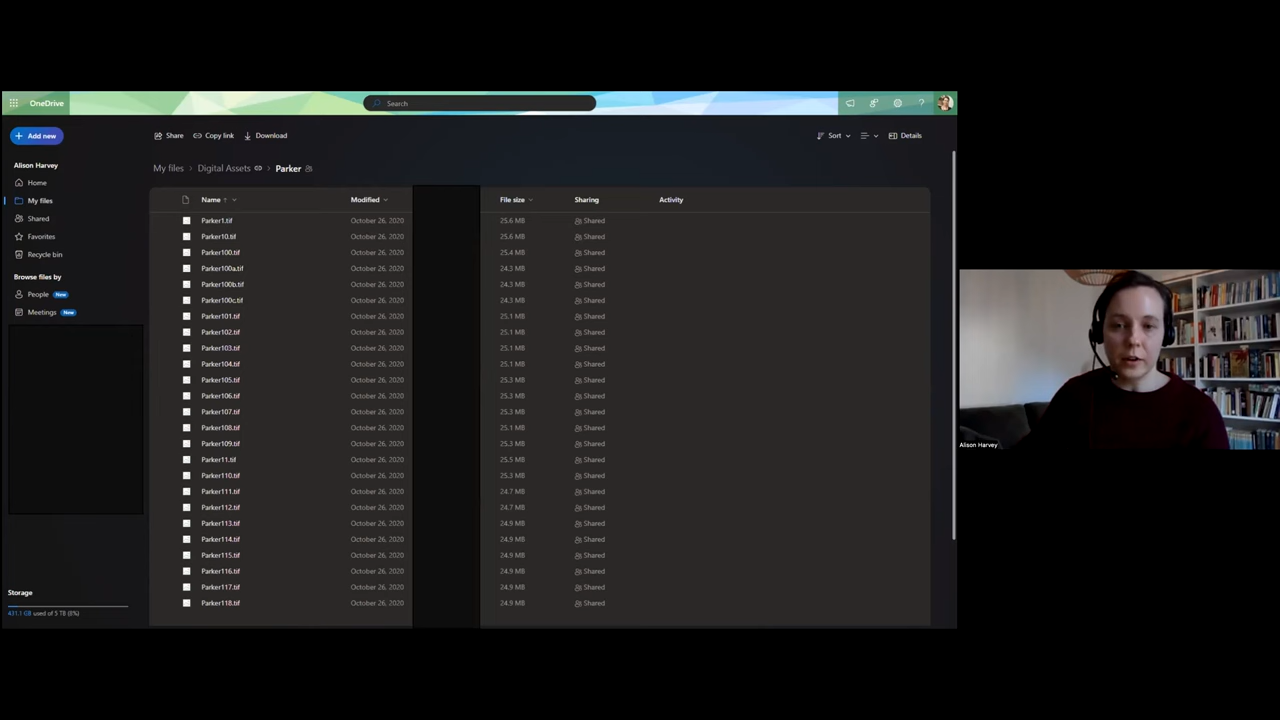 OneDrive
Search
Add new
Share Copy link Download
Sort Details
Alison Harvey
Home
My files
Shared
Favorites
Recycle bin
Browse files by
People New
Meetings New
Storage
431.1 GB used of 5 TB (8%)
My files > Digital Assets > Parker
Name Modified File size Sharing Activity
Parker1.tif October 26, 2020 25.6 MB Shared
Parker10.tif October 26, 2020 25.6 MB Shared
Parker100.tif October 26, 2020 25.4 MB Shared
Parker100a.tif October 26, 2020 24.3 MB Shared
Parker100b.tif October 26, 2020 24.3 MB Shared
Parker100c.tif October 26, 2020 24.3 MB Shared
Parker101.tif October 26, 2020 25.1 MB Shared
Parker102.tif October 26, 2020 25.1 MB Shared
Parker103.tif October 26, 2020 25.1 MB Shared
Parker104.tif October 26, 2020 25.1 MB Shared
Parker105.tif October 26, 2020 25.3 MB Shared
Parker106.tif October 26, 2020 25.3 MB Shared
Parker107.tif October 26, 2020 25.3 MB Shared
Parker108.tif October 26, 2020 25.1 MB Shared
Parker109.tif October 26, 2020 25.3 MB Shared
Parker11.tif October 26, 2020 25.5 MB Shared
Parker110.tif October 26, 2020 25.3 MB Shared
Parker111.tif October 26, 2020 24.7 MB Shared
Parker112.tif October 26, 2020 24.7 MB Shared
Parker113.tif October 26, 2020 24.9 MB Shared
Parker114.tif October 26, 2020 24.9 MB Shared
Parker115.tif October 26, 2020 24.9 MB Shared
Parker116.tif October 26, 2020 24.9 MB Shared
Parker117.tif October 26, 2020 24.9 MB Shared
Parker118.tif October 26, 2020 24.9 MB Shared
Alison Harvey